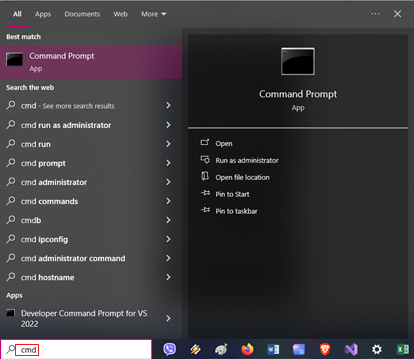 All Apps Documents Web More
Best match
Command Prompt
App
Search the web
cmd - See more search results
cmd run as administrator
cmd run
cmd prompt
cmd administrator
cmd commands
cmdb
cmd ipconfig
cmd administrator command
cmd hostname
Apps
Developer Command Prompt for VS
2022
cmd
Command Prompt
App
Open
Run as administrator
Open file location
Pin to Start
Pin to taskbar